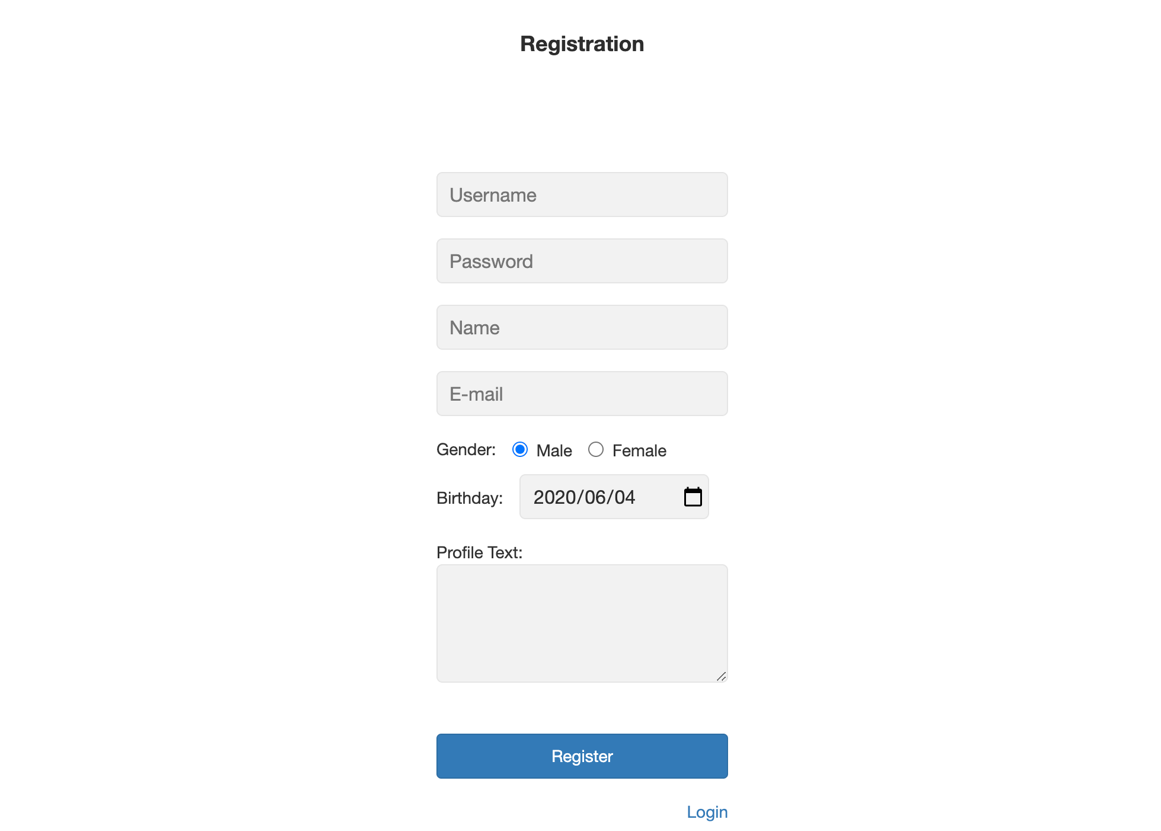 Registration
Username
Password
Name
E-mail
Gender: Male Female
Birthday: 2020/06/04
Profile Text:
Register
Login